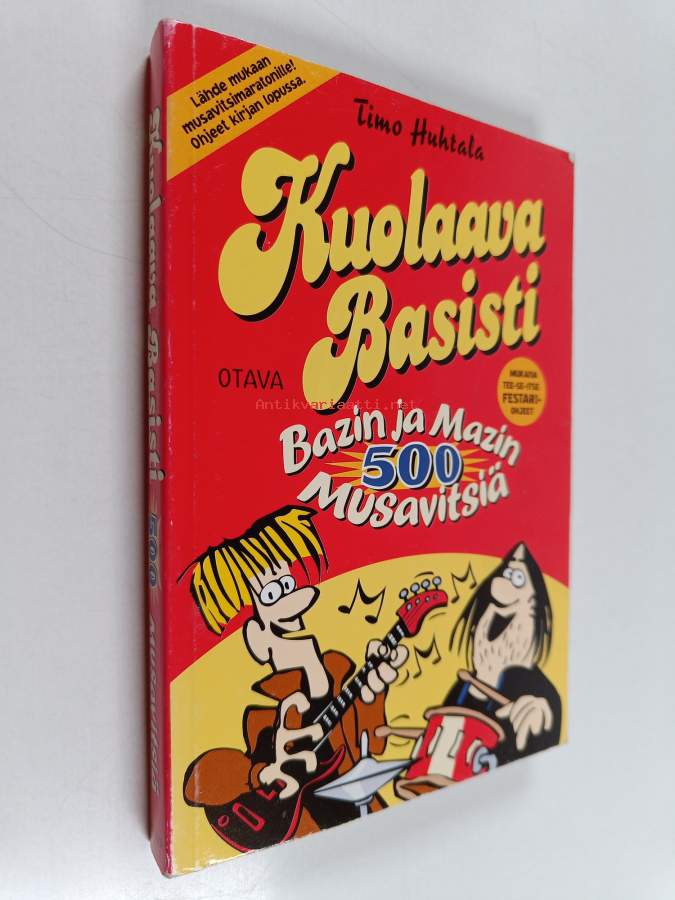 Lähde mukaan
musavitsimaratonille!
Ohjeet kirjan lopussa.
Timo Huhtala
Kuolaava
Basisti
OTAVA
Antikvariaatti.net
MUKANA
TEE-SE-ITSE
FESTARI-
OHJEET
Bazin ja Mazin
500
Musavitsiä
Kuolaava Basisti 500 Musavitsiä